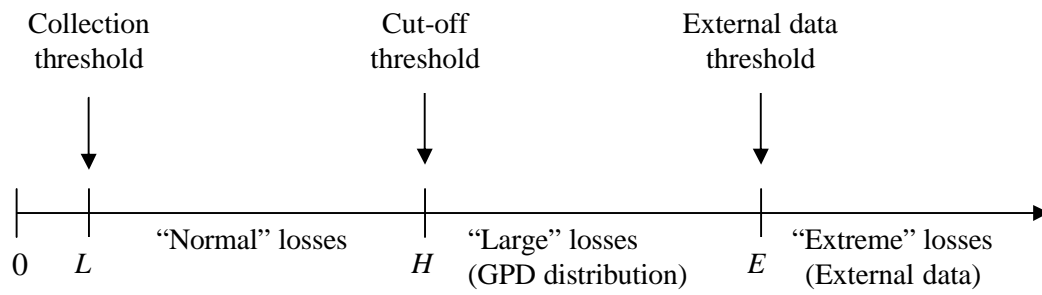 Collection
threshold
Cut-off
threshold
External data
threshold
“Normal” losses
“Large” losses
(GPD distribution)
“Extreme” losses
(External data)
0
L
H
E